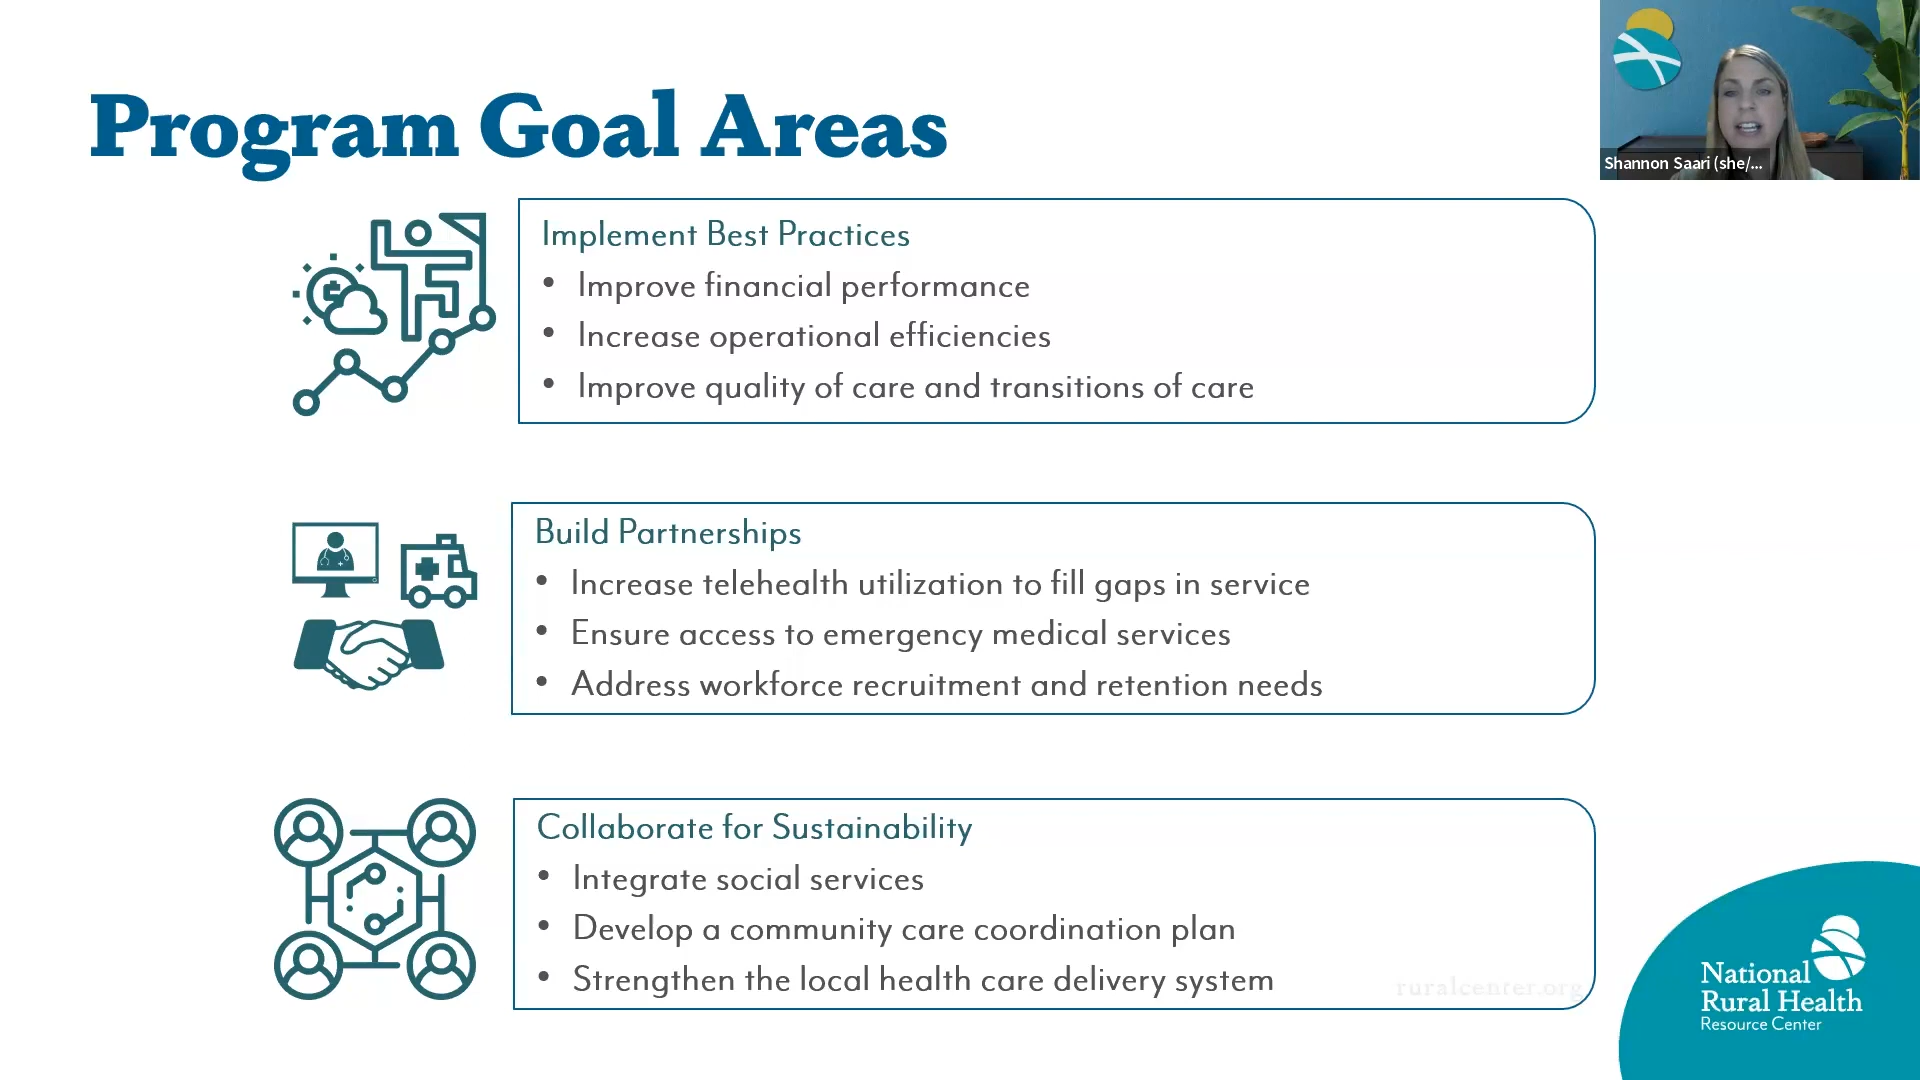 Program Goal Areas
Shannon Saari (she/...
Implement Best Practices
• Improve financial performance
• Increase operational efficiencies
• Improve quality of care and transitions of care
Build Partnerships
• Increase telehealth utilization to fill gaps in service
• Ensure access to emergency medical services
• Address workforce recruitment and retention needs
Collaborate for Sustainability
• Integrate social services
• Develop a community care coordination plan
• Strengthen the local health care delivery system
ruralcenter.org
National
Rural Health
Resource Center